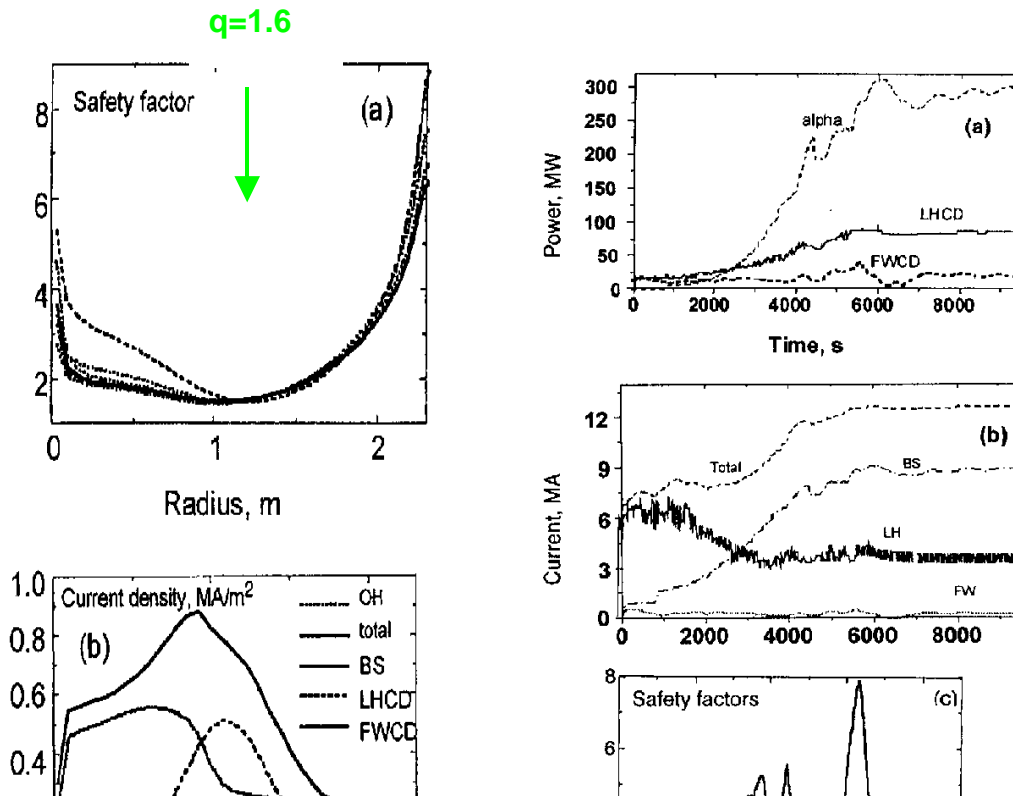 q=1.6
Safety factor
(a)
8
6
4
2
0 1 2
Radius, m
1.0
Current density, MA/m²
(b)
0.8
0.6
0.4
OH
total
BS
LHCD
FWCD
300
250
200
150
100
50
0
Power, MW
alpha
(a)
LHCD
FWCD
0 2000 4000 6000 8000
Time, s
12
9
6
3
0
Current, MA
(b)
Total
BS
LH
FW
0 2000 4000 6000 8000
8
6
Safety factors
(c)